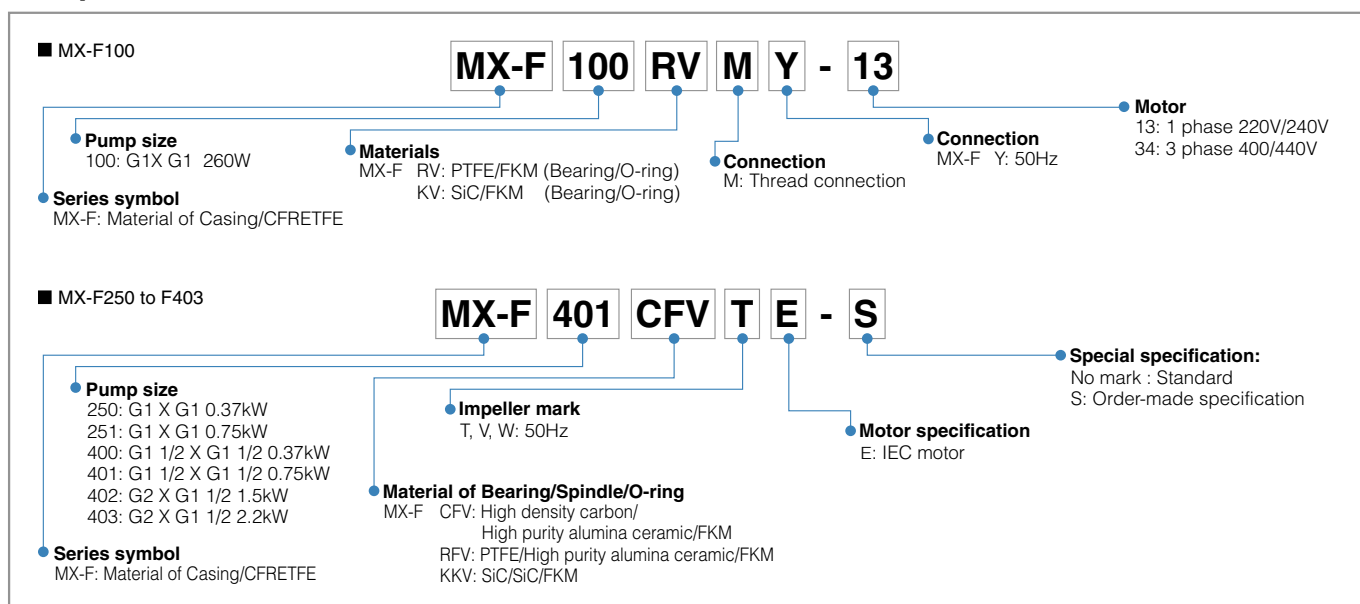 ■ MX-F100
MX-F 100 RV M Y - 13
Pump size
100: G1X G1 260W
Series symbol
MX-F: Material of Casing/CFRETFE
Materials
MX-F RV: PTFE/FKM (Bearing/O-ring)
KV: SiC/FKM (Bearing/O-ring)
Connection
M: Thread connection
Connection
MX-F Y: 50Hz
Motor
13: 1 phase 220V/240V
34: 3 phase 400/440V
■ MX-F250 to F403
MX-F 401 CFV T E - S
Pump size
250: G1 X G1 0.37kW
251: G1 X G1 0.75kW
400: G1 1/2 X G1 1/2 0.37kW
401: G1 1/2 X G1 1/2 0.75kW
402: G2 X G1 1/2 1.5kW
403: G2 X G1 1/2 2.2kW
Series symbol
MX-F: Material of Casing/CFRETFE
Material of Bearing/Spindle/O-ring
MX-F CFV: High density carbon/
High purity alumina ceramic/FKM
RFV: PTFE/High purity alumina ceramic/FKM
KKV: SiC/SiC/FKM
Impeller mark
T, V, W: 50Hz
Motor specification
E: IEC motor
Special specification:
No mark : Standard
S: Order-made specification